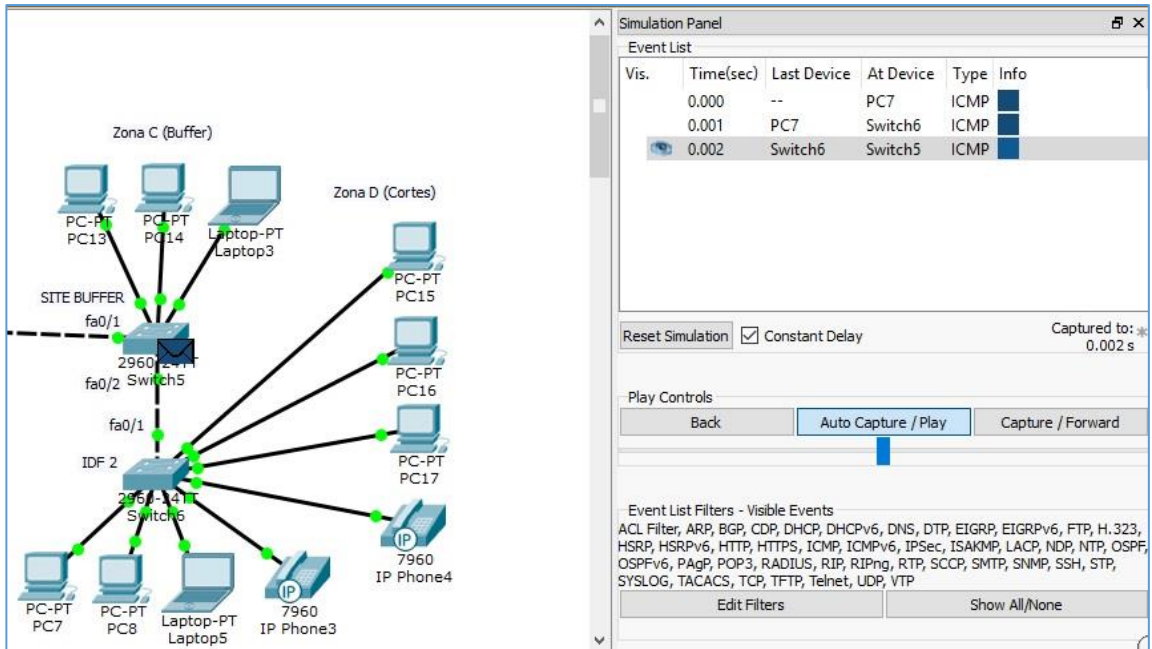 Zona C (Buffer)
Zona D (Cortes)
PC-PT
PC13
PC-PT
PC14
Laptop-PT
Laptop3
PC-PT
PC15
SITE BUFFER
fa0/1
2960-24TT
Switch5
fa0/2
PC-PT
PC16
fa0/1
PC-PT
PC17
IDF 2
2960-24TT
Switch6
IP
7960
IP Phone4
PC-PT
PC7
PC-PT
PC8
Laptop-PT
Laptop5
IP
7960
IP Phone3
Simulation Panel
Event List
Vis. Time(sec) Last Device At Device Type Info
0.000 -- PC7 ICMP
0.001 PC7 Switch6 ICMP
0.002 Switch6 Switch5 ICMP
Reset Simulation Constant Delay
Captured to: *
0.002 s
Play Controls
Back Auto Capture / Play Capture / Forward
Event List Filters - Visible Events
ACL Filter, ARP, BGP, CDP, DHCP, DHCPv6, DNS, DTP, EIGRP, EIGRPv6, FTP, H.323,
HSRP, HSRPv6, HTTP, HTTPS, ICMP, ICMPv6, IPSec, ISAKMP, LACP, NDP, NTP, OSPF,
OSPFv6, PAgP, POP3, RADIUS, RIP, RIPng, RTP, SCCP, SMTP, SNMP, SSH, STP,
SYSLOG, TACACS, TCP, TFTP, Telnet, UDP, VTP
Edit Filters Show All/None